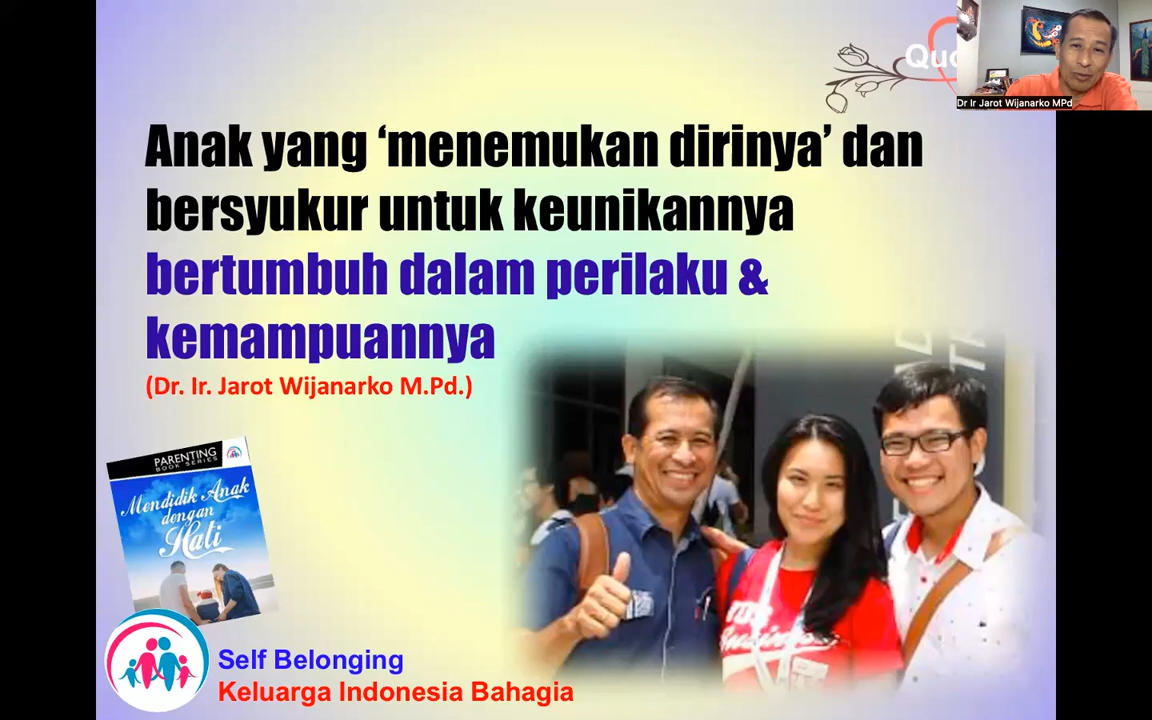 Dr Ir Jarot Wijanarko MPd
Anak yang ‘menemukan dirinya’ dan
bersyukur untuk keunikannya
bertumbuh dalam perilaku &
kemampuannya
(Dr. Ir. Jarot Wijanarko M.Pd.)
PARENTING
BOOK SERIES
Mendidik Anak
dengan
Hati
Self Belonging
Keluarga Indonesia Bahagia